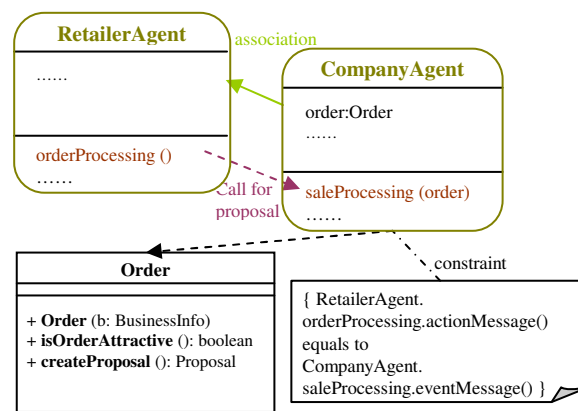 RetailerAgent
......
orderProcessing ()
......
association
CompanyAgent
order:Order
......
saleProcessing (order)
......
Call for
proposal
Order
+ Order (b: BusinessInfo)
+ isOrderAttractive (): boolean
+ createProposal (): Proposal
constraint
{ RetailerAgent.
orderProcessing.actionMessage()
equals to
CompanyAgent.
saleProcessing.eventMessage() }